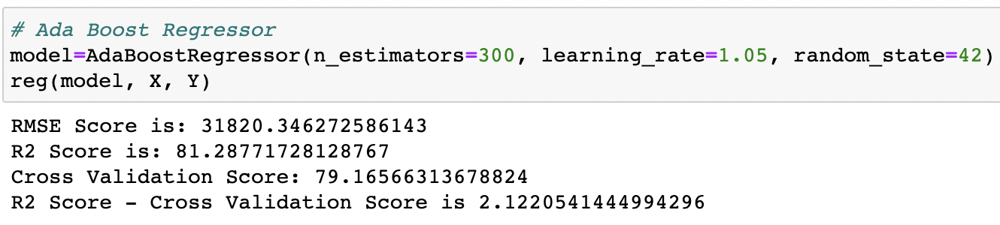 # Ada Boost Regressor
model=AdaBoostRegressor(n_estimators=300, learning_rate=1.05, random_state=42)
reg(model, X, Y)
RMSE Score is: 31820.346272586143
R2 Score is: 81.28771728128767
Cross Validation Score: 79.16566313678824
R2 Score - Cross Validation Score is 2.1220541444994296